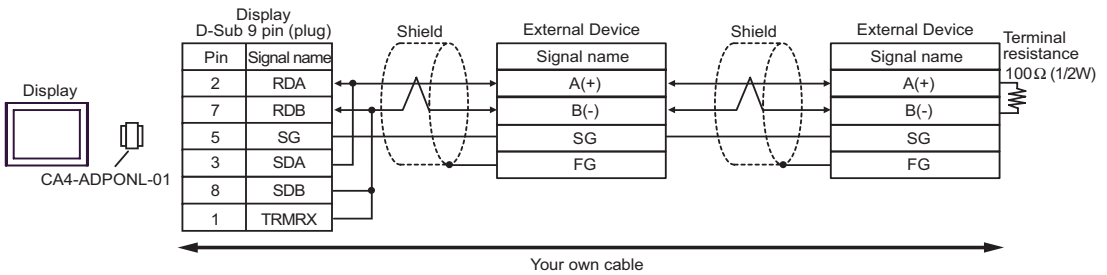 Display
D-Sub 9 pin (plug)
Shield
External Device
Shield
External Device
Terminal
resistance
100Ω (1/2W)
Pin Signal name
Signal name
Signal name
2 RDA
A(+)
A(+)
7 RDB
B(-)
B(-)
5 SG
SG
SG
3 SDA
FG
FG
8 SDB
1 TRMRX
Display
CA4-ADPONL-01
Your own cable